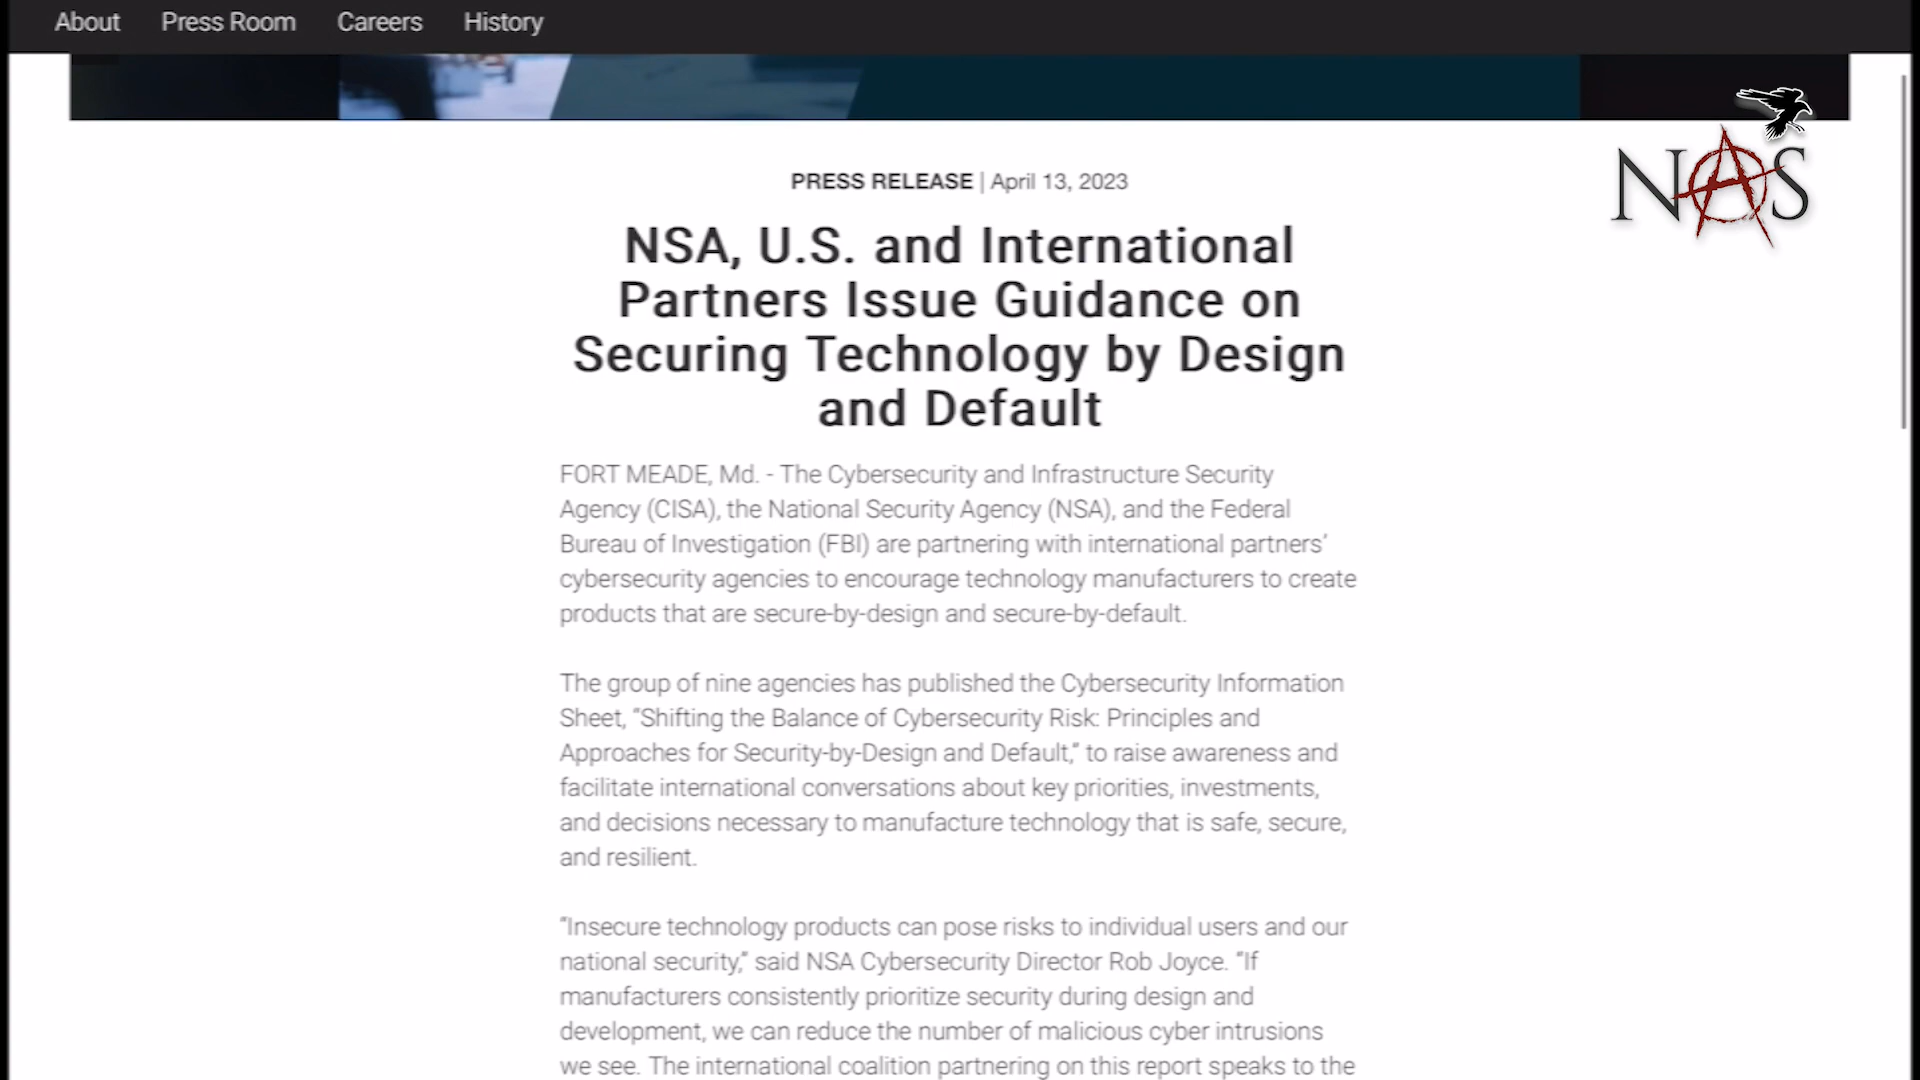 About Press Room Careers History
NAS
PRESS RELEASE | April 13, 2023
NSA, U.S. and International
Partners Issue Guidance on
Securing Technology by Design
and Default
FORT MEADE, Md. - The Cybersecurity and Infrastructure Security
Agency (CISA), the National Security Agency (NSA), and the Federal
Bureau of Investigation (FBI) are partnering with international partners’
cybersecurity agencies to encourage technology manufacturers to create
products that are secure-by-design and secure-by-default.
The group of nine agencies has published the Cybersecurity Information
Sheet, “Shifting the Balance of Cybersecurity Risk: Principles and
Approaches for Security-by-Design and Default,” to raise awareness and
facilitate international conversations about key priorities, investments,
and decisions necessary to manufacture technology that is safe, secure,
and resilient.
“Insecure technology products can pose risks to individual users and our
national security,” said NSA Cybersecurity Director Rob Joyce. “If
manufacturers consistently prioritize security during design and
development, we can reduce the number of malicious cyber intrusions
we see. The international coalition partnering on this report speaks to the